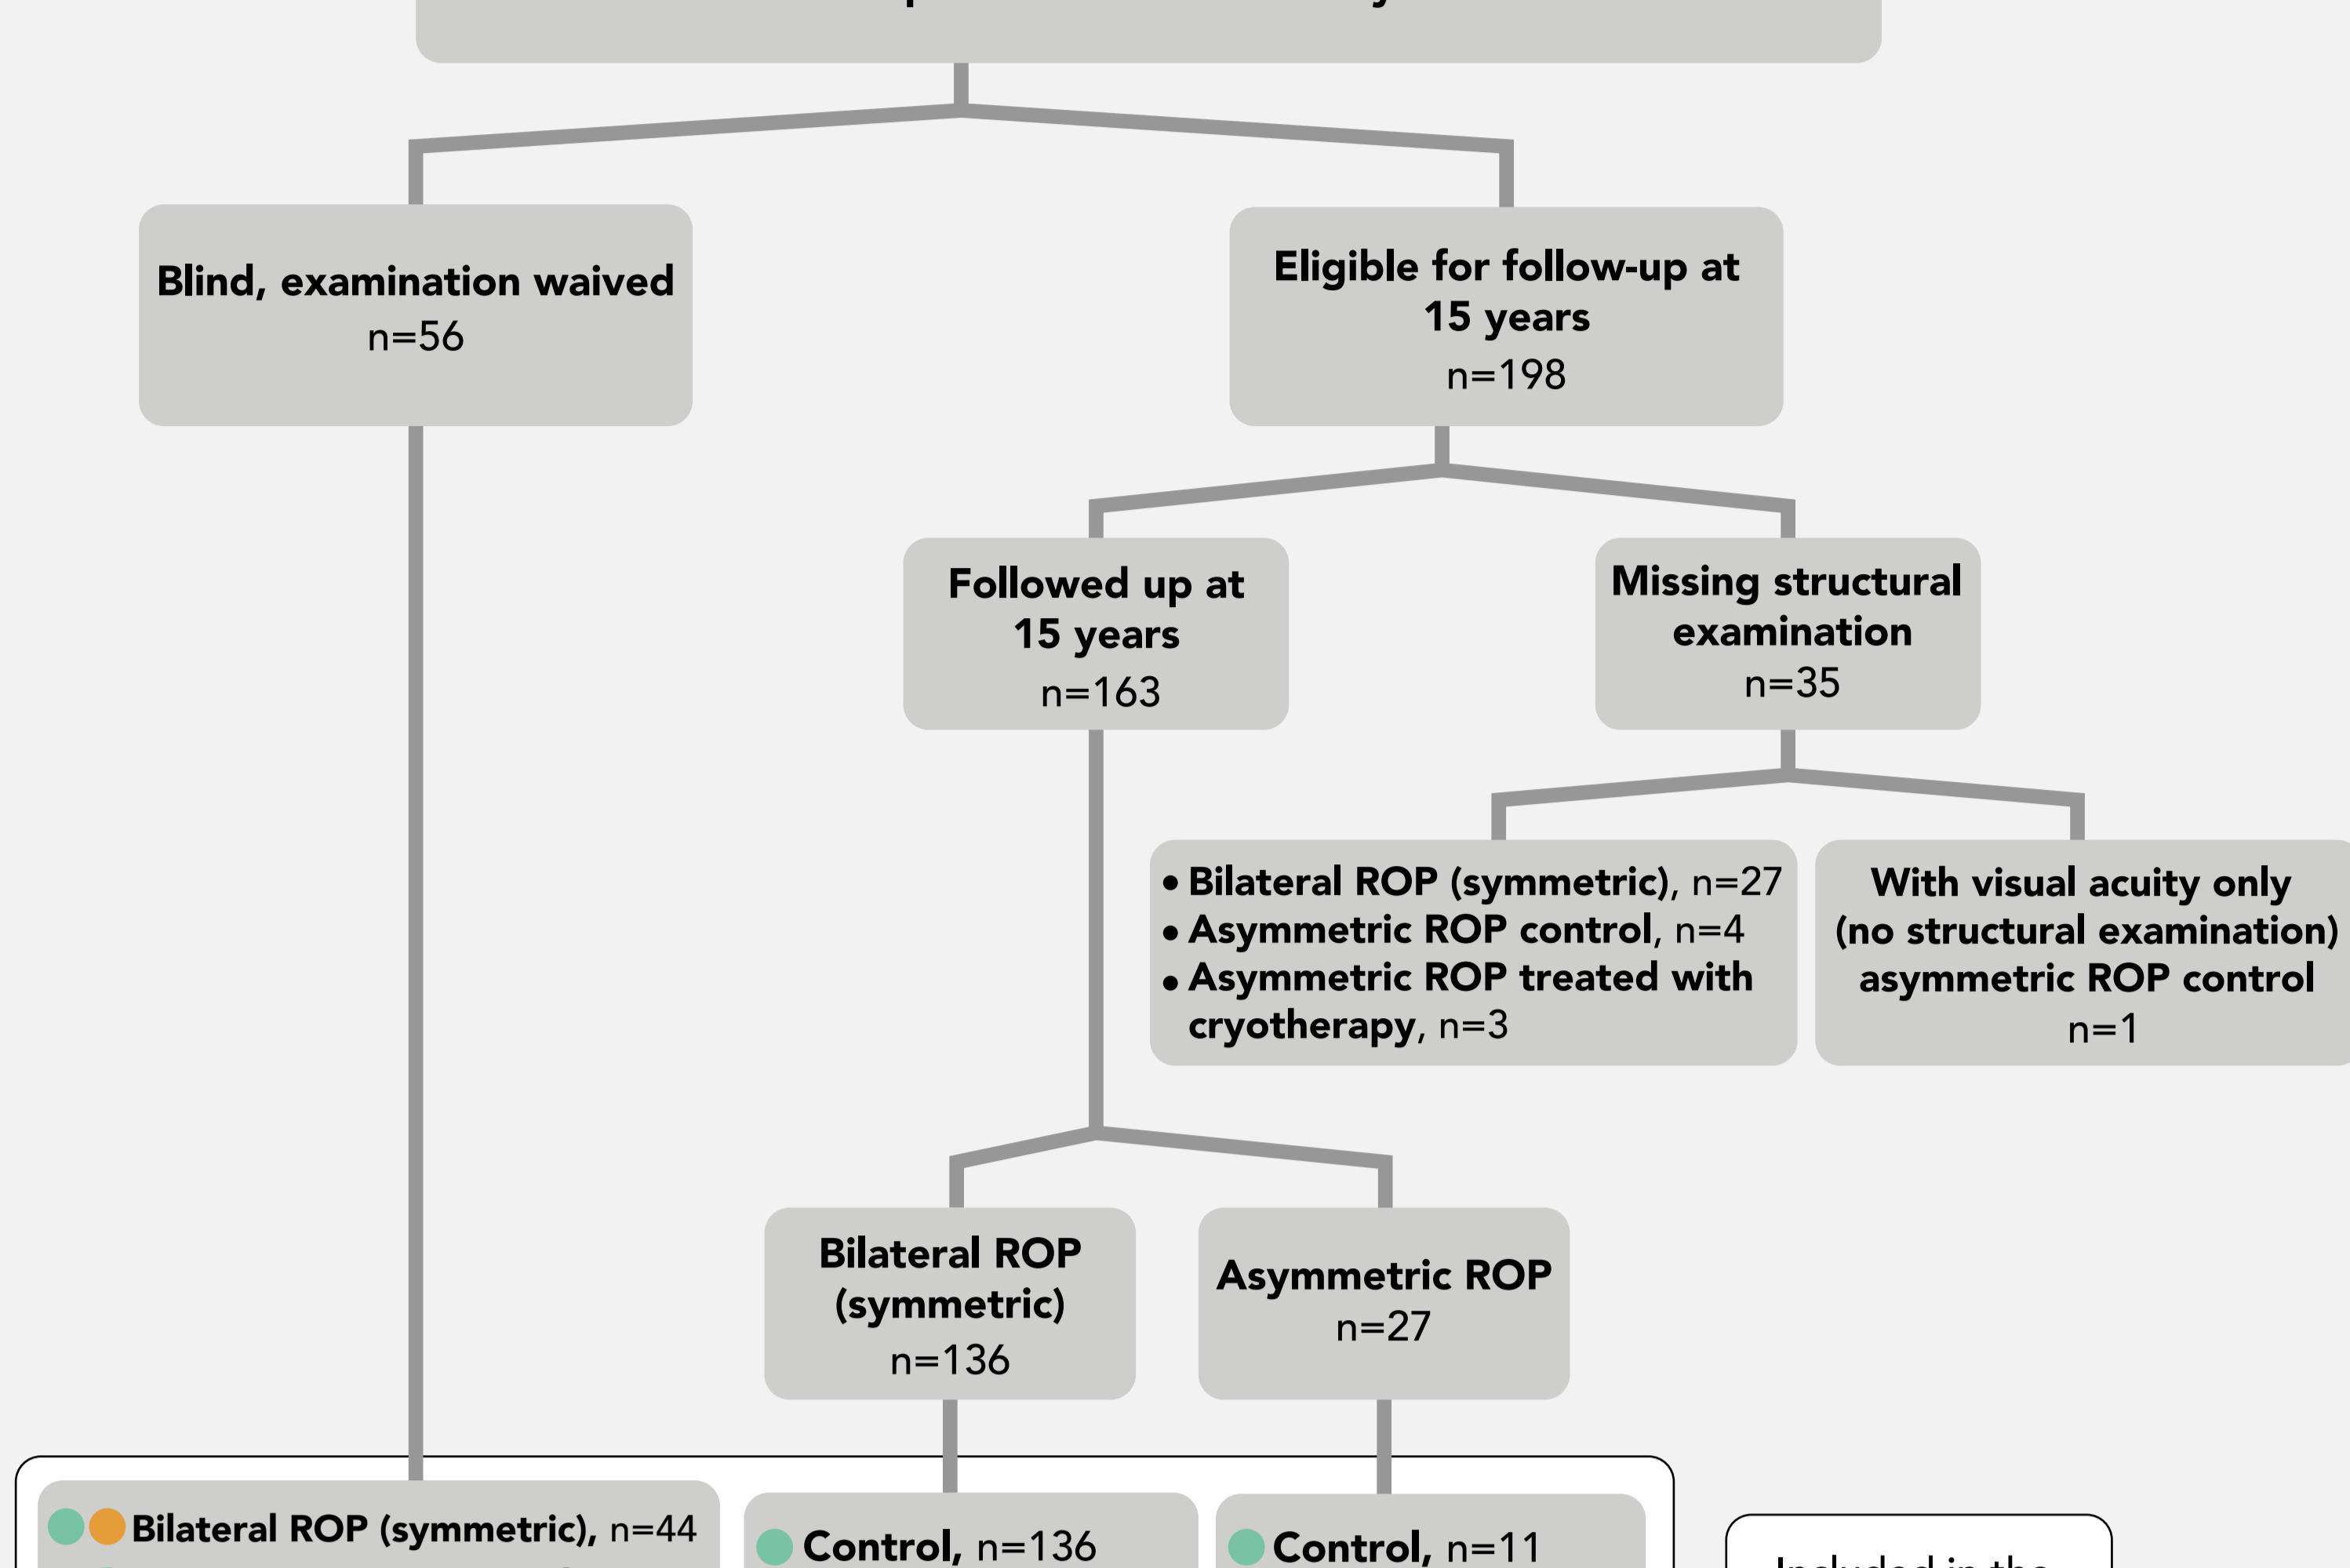 Blind, examination waived
n=56
Eligible for follow-up at
15 years
n=198
Followed up at
15 years
n=163
Missing structural
examination
n=35
• Bilateral ROP (symmetric), n=27
• Asymmetric ROP control, n=4
• Asymmetric ROP treated with
cryotherapy, n=3
With visual acuity only
(no structural examination)
asymmetric ROP control
n=1
Bilateral ROP
(symmetric)
n=136
Asymmetric ROP
n=27
Bilateral ROP (symmetric), n=44
Control, n=136
Control, n=11
Included in the